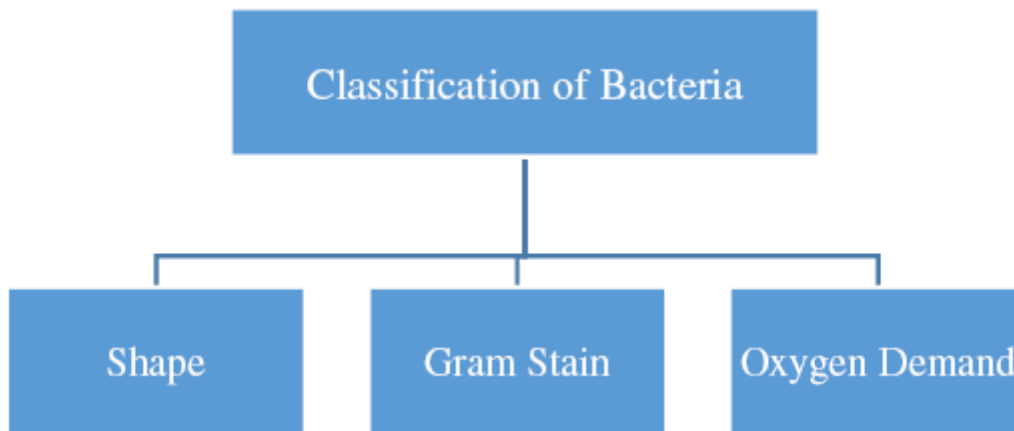 Classification of Bacteria
Shape
Gram Stain
Oxygen Demand